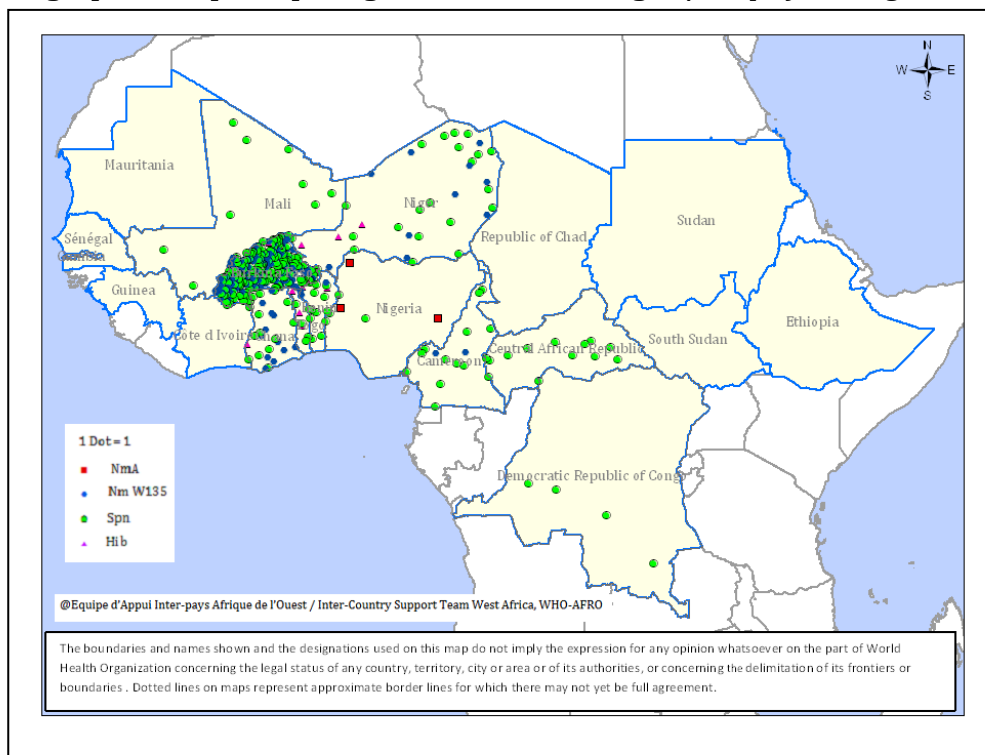 N
W E
S
Mauritania
Mali
Niger
Sudan
Sénégal
Republic of Chad
Guinea
Nigeria
Ethiopia
Côte d Ivoire
South Sudan
Central African Republic
Cameroon
1 Dot = 1
NmA
Nm W135
Spn
Hib
Democratic Republic of Congo
@Equipe d'Appui Inter-pays Afrique de l'Ouest / Inter-Country Support Team West Africa, WHO-AFRO
The boundaries and names shown and the designations used on this map do not imply the expression for any opinion whatsoever on the part of World
Health Organization concerning the legal status of any country, territory, city or area or of its authorities, or concerning the delimitation of its frontiers or
boundaries . Dotted lines on maps represent approximate border lines for which there may not yet be full agreement.